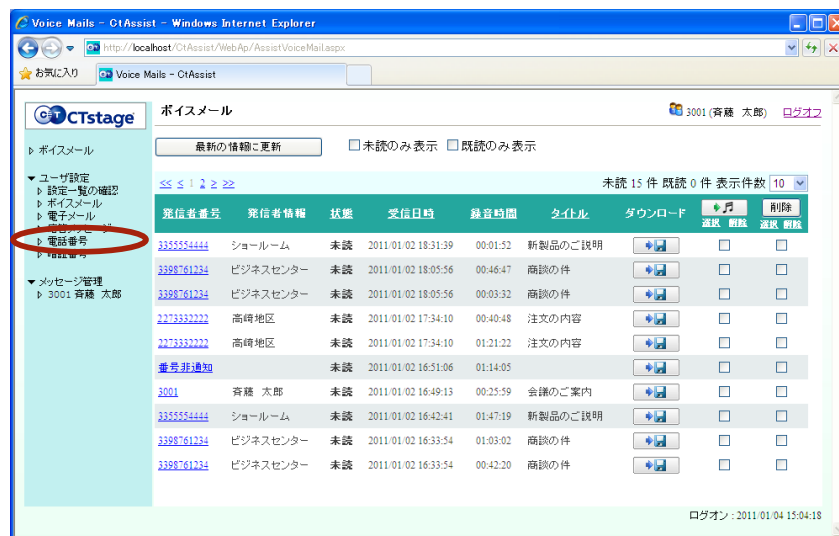 Voice Mails - CtAssist - Windows Internet Explorer
http://localhost/CtAssist/WebAp/AssistVoiceMail.aspx
お気に入り
Voice Mails - CtAssist
CTstage
ボイスメール
3001 (斉藤 太郎) ログオフ
▷ ボイスメール
最新の情報に更新
未読のみ表示 既読のみ表示
▼ ユーザ設定
▷ 設定一覧の確認
▷ ボイスメール
▷ 電子メール
▷ 電話番号
▷ 暗証番号
▼ メッセージ管理
▷ 3001 斉藤 太郎
<< < 1 2 > >>
未読 15 件 既読 0 件 表示件数 10
発信者番号 発信者情報 状態 受信日時 録音時間 タイトル ダウンロード 選択 解除 削除 選択 解除
3355554444 ショールーム 未読 2011/01/02 18:31:39 00:01:52 新製品のご説明
3398761234 ビジネスセンター 未読 2011/01/02 18:05:56 00:46:47 商談の件
3398761234 ビジネスセンター 未読 2011/01/02 18:05:56 00:03:32 商談の件
2273332222 高崎地区 未読 2011/01/02 17:34:10 00:40:48 注文の内容
2273332222 高崎地区 未読 2011/01/02 17:34:10 01:21:22 注文の内容
番号非通知 未読 2011/01/02 16:51:06 01:14:05
3001 斉藤 太郎 未読 2011/01/02 16:49:13 00:25:59 会議のご案内
3355554444 ショールーム 未読 2011/01/02 16:42:41 01:47:19 新製品のご説明
3398761234 ビジネスセンター 未読 2011/01/02 16:33:54 01:03:02 商談の件
3398761234 ビジネスセンター 未読 2011/01/02 16:33:54 00:42:20 商談の件
ログオン : 2011/01/04 15:04:18